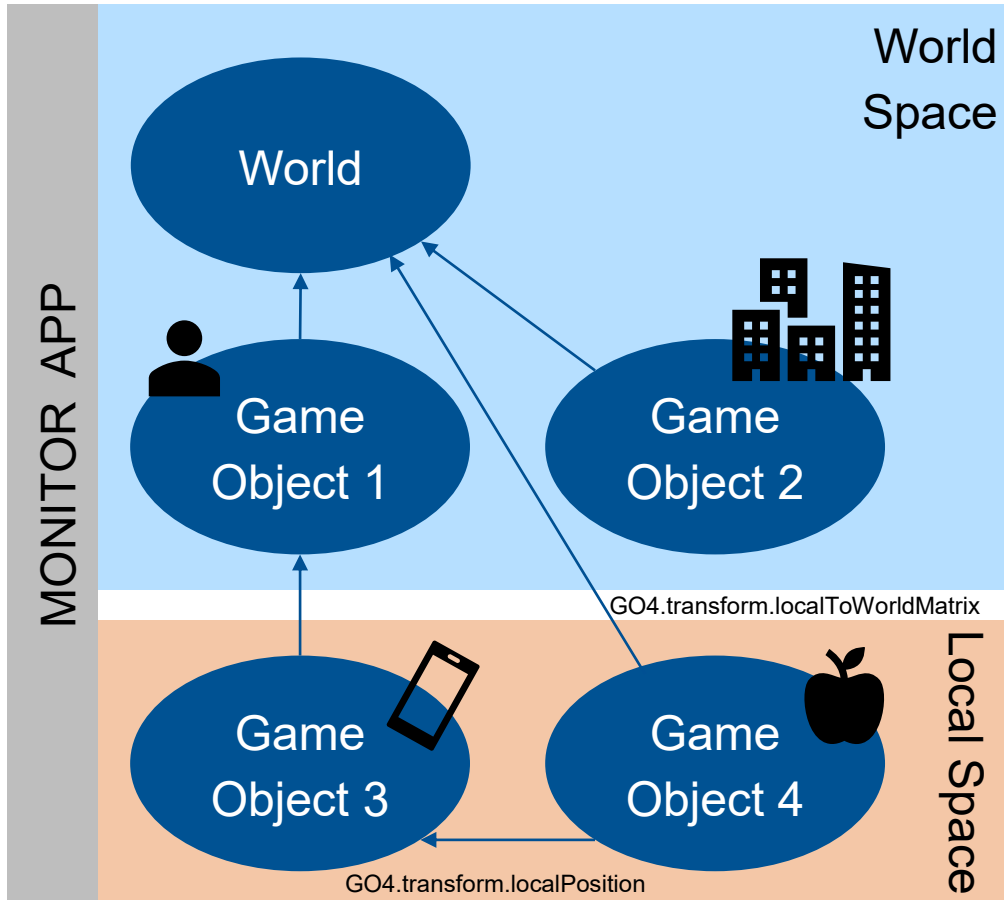 World
Space
World
MONITOR APP
Game
Object 1
Game
Object 2
GO4.transform.localToWorldMatrix
Local Space
Game
Object 3
Game
Object 4
GO4.transform.localPosition